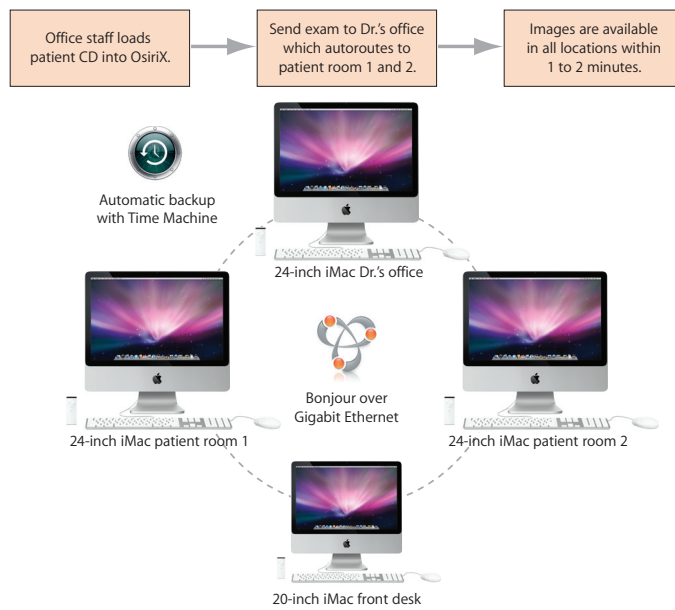 Office staff loads
patient CD into OsiriX.
Send exam to Dr.'s office
which autoroutes to
patient room 1 and 2.
Images are available
in all locations within
1 to 2 minutes.
Automatic backup
with Time Machine
24-inch iMac Dr.'s office
Bonjour over
Gigabit Ethernet
24-inch iMac patient room 1
24-inch iMac patient room 2
20-inch iMac front desk